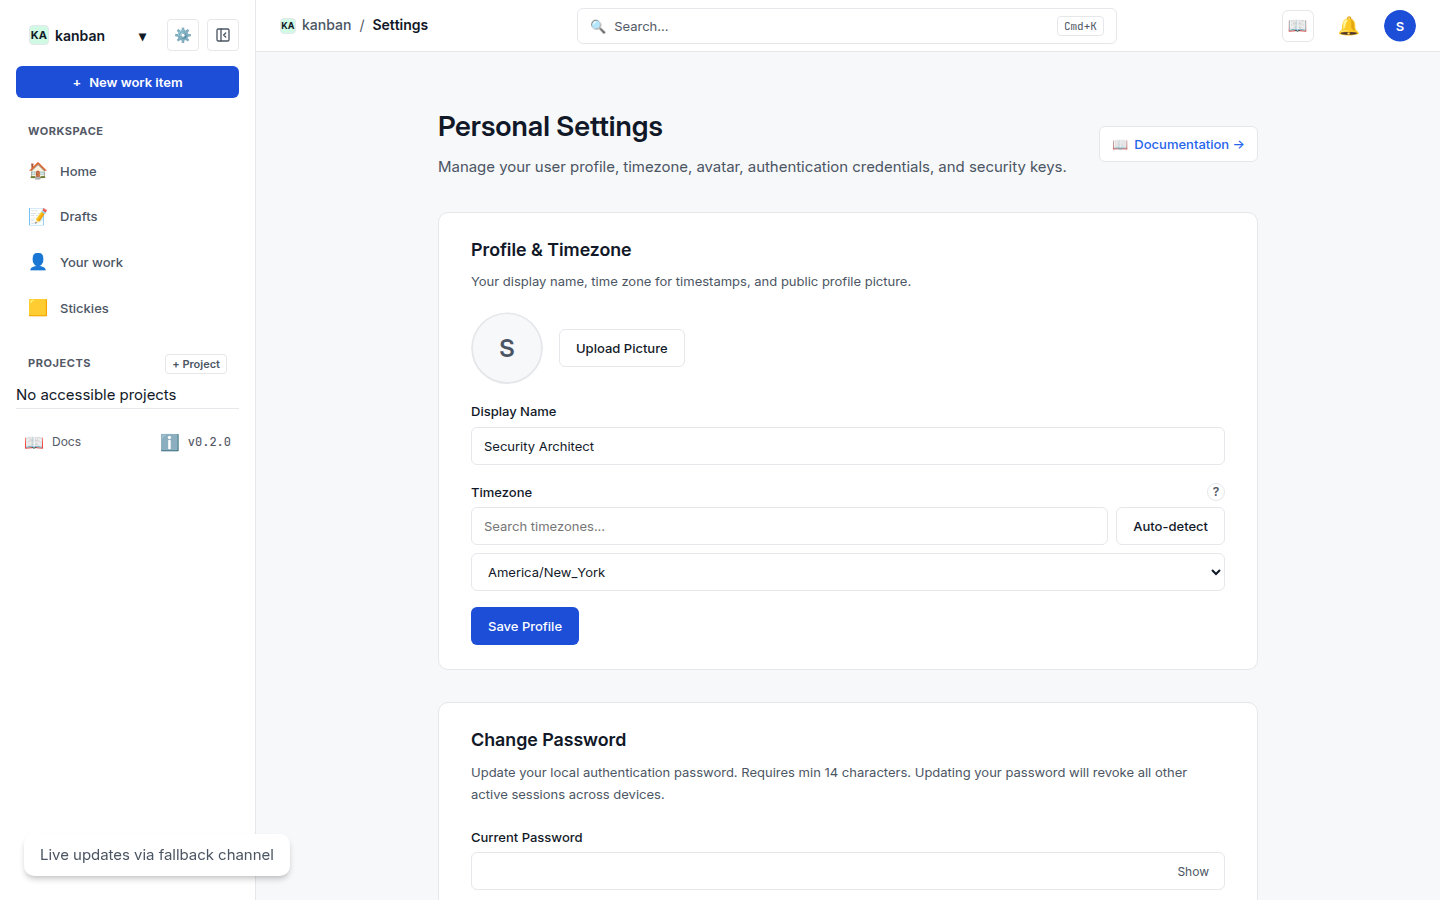 KA kanban ▼
+ New work item
WORKSPACE
Home
Drafts
Your work
Stickies
PROJECTS
+ Project
No accessible projects
Docs
v0.2.0
KA kanban / Settings
Search...
Cmd+K
S
Personal Settings
Manage your user profile, timezone, avatar, authentication credentials, and security keys.
Documentation →
Profile & Timezone
Your display name, time zone for timestamps, and public profile picture.
S
Upload Picture
Display Name
Security Architect
Timezone
?
Search timezones...
Auto-detect
America/New_York
Save Profile
Change Password
Update your local authentication password. Requires min 14 characters. Updating your password will revoke all other
active sessions across devices.
Current Password
Show
Live updates via fallback channel